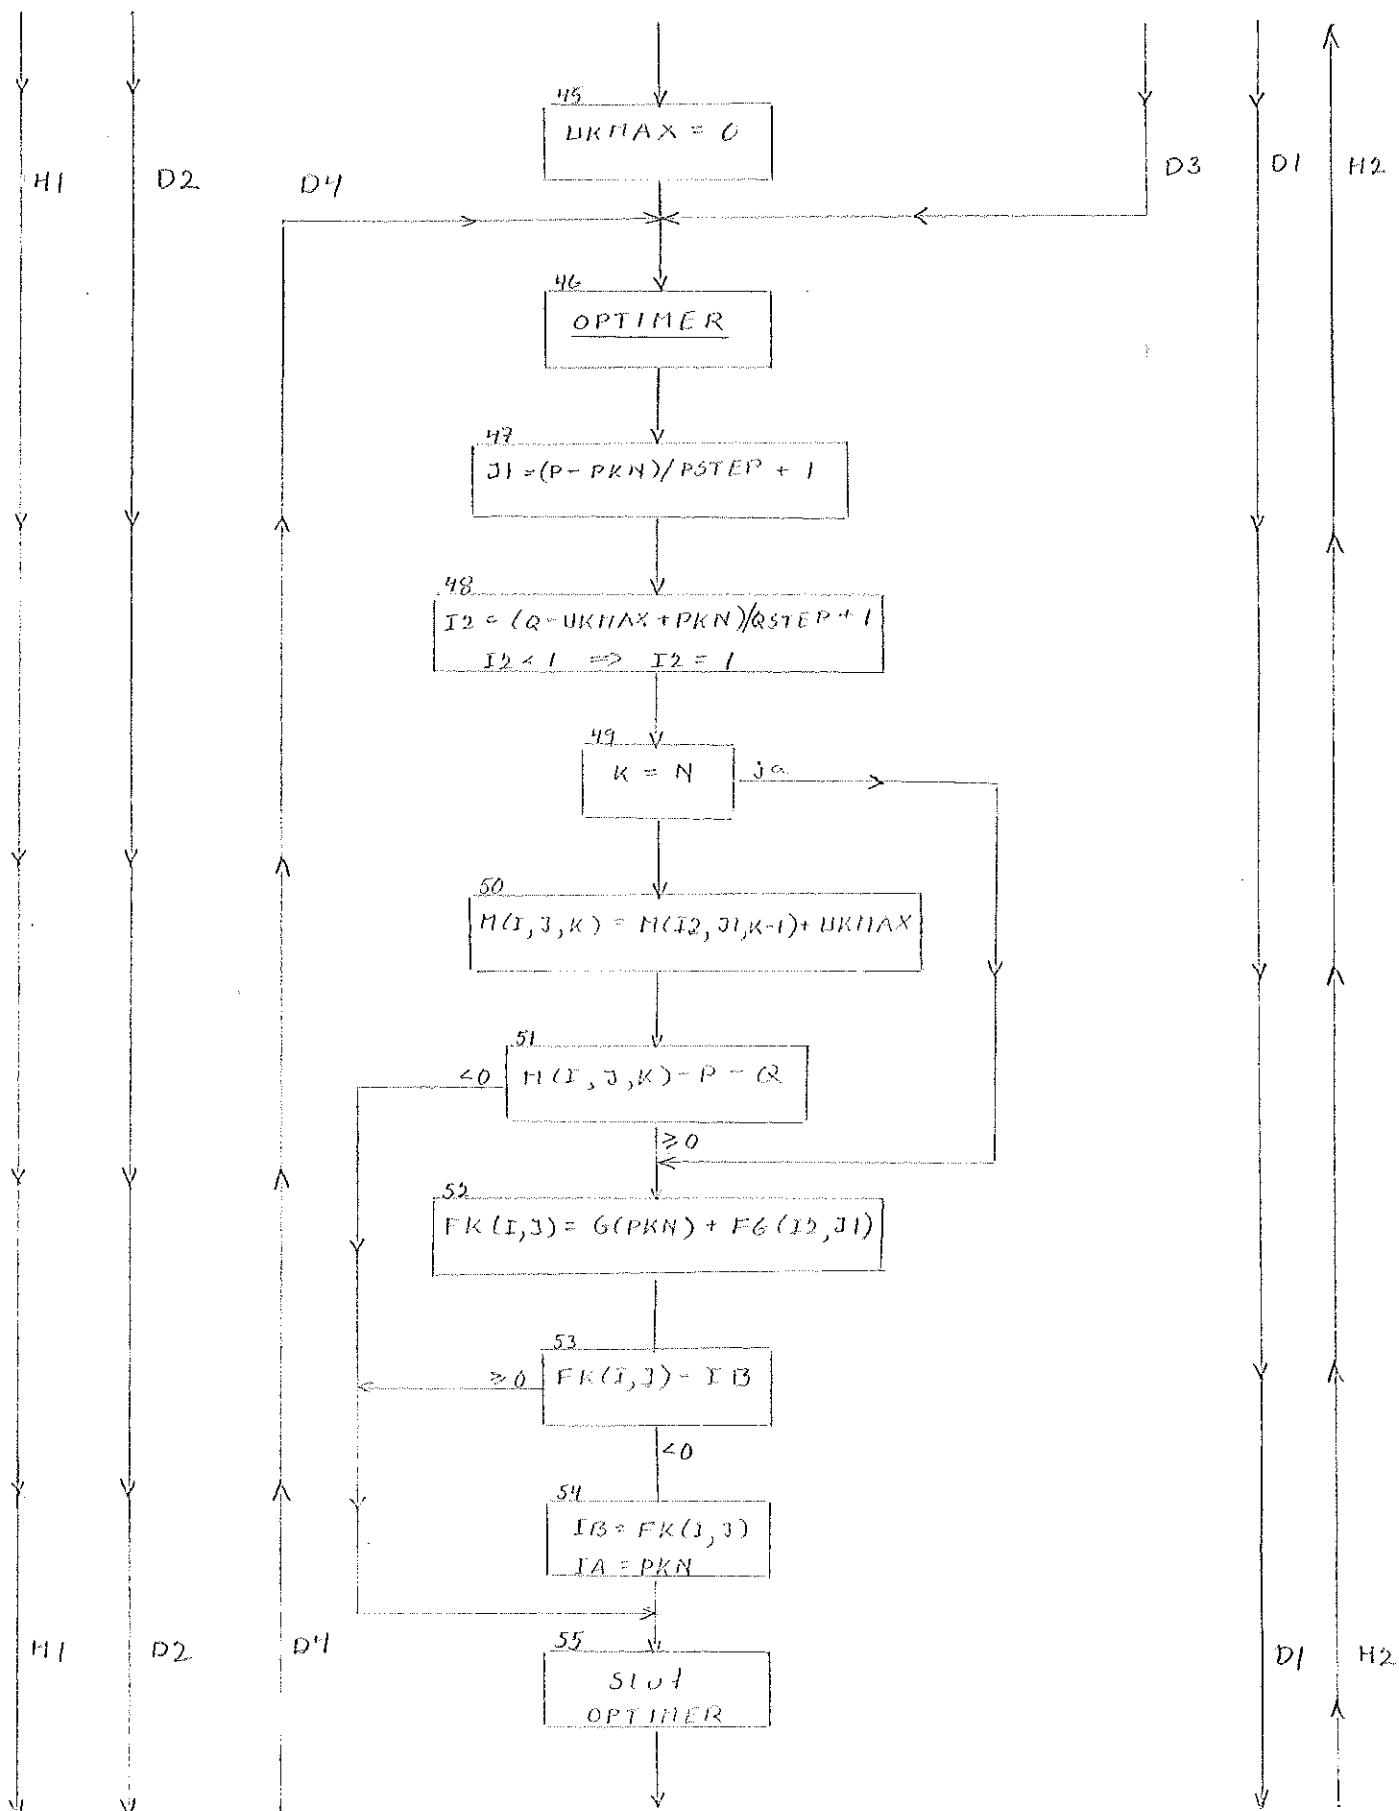 45
UKMAX = 0
H1
D2
D4
D3
D1
H2
46
OPTIMER
47
J1 = (P - PKN)/PSTEP + 1
48
I2 = (Q - UKMAX + PKN)/QSTEP + 1
I2 < 1 => I2 = 1
49
K = N
ja
50
M(I,J,K) = M(I2,J1,K-1) + UKMAX
51
<0
M(I,J,K) - P - Q
≥0
52
FK(I,J) = G(PKN) + FG(I2,J1)
53
≥0
FK(I,J) - IB
<0
54
IB = FK(I,J)
IA = PKN
H1
D2
D4
55
Slut
OPTIMER
D1
H2